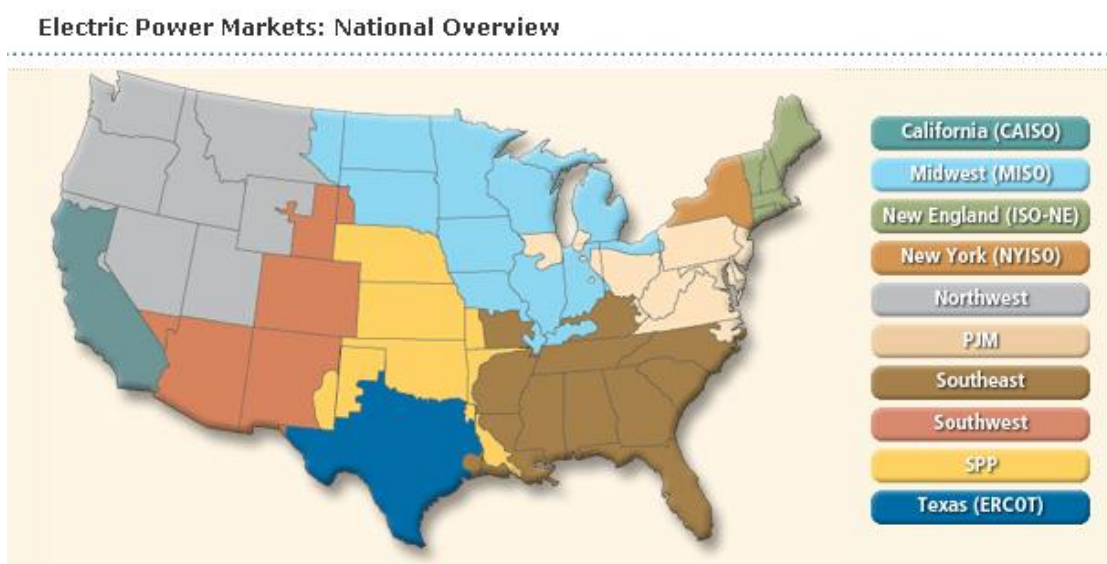 Electric Power Markets: National Overview
California (CAISO)
Midwest (MISO)
New England (ISO-NE)
New York (NYISO)
Northwest
PJM
Southeast
Southwest
SPP
Texas (ERCOT)